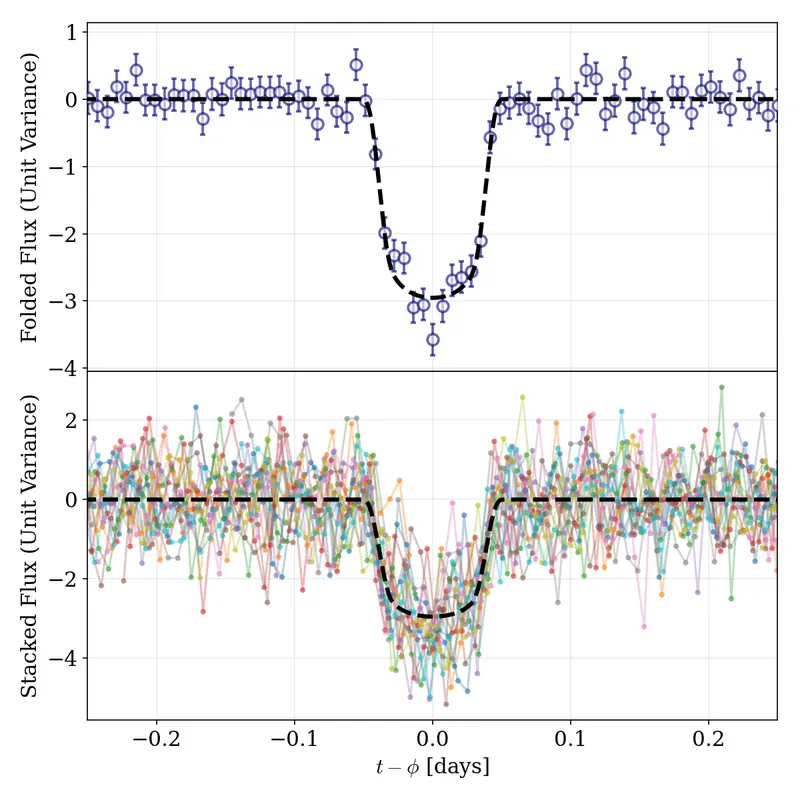 Folded Flux (Unit Variance)
1
0
−1
−2
−3
−4
Stacked Flux (Unit Variance)
2
0
−2
−4
−0.2 −0.1 0.0 0.1 0.2
t − ϕ [days]